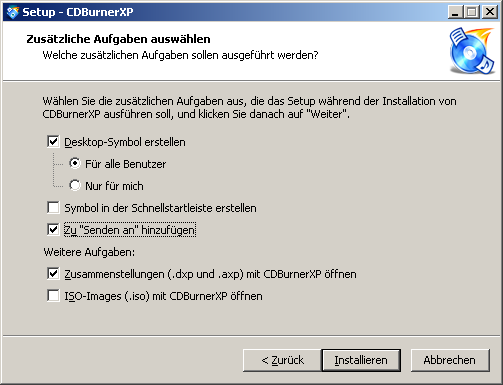 Setup - CDBurnerXP
Zusätzliche Aufgaben auswählen
Welche zusätzlichen Aufgaben sollen ausgeführt werden?
Wählen Sie die zusätzlichen Aufgaben aus, die das Setup während der Installation von
CDBurnerXP ausführen soll, und klicken Sie danach auf "Weiter".
Desktop-Symbol erstellen
Für alle Benutzer
Nur für mich
Symbol in der Schnellstartleiste erstellen
Zu "Senden an" hinzufügen
Weitere Aufgaben:
Zusammenstellungen (.dxp und .axp) mit CDBurnerXP öffnen
ISO-Images (.iso) mit CDBurnerXP öffnen
< Zurück
Installieren
Abbrechen